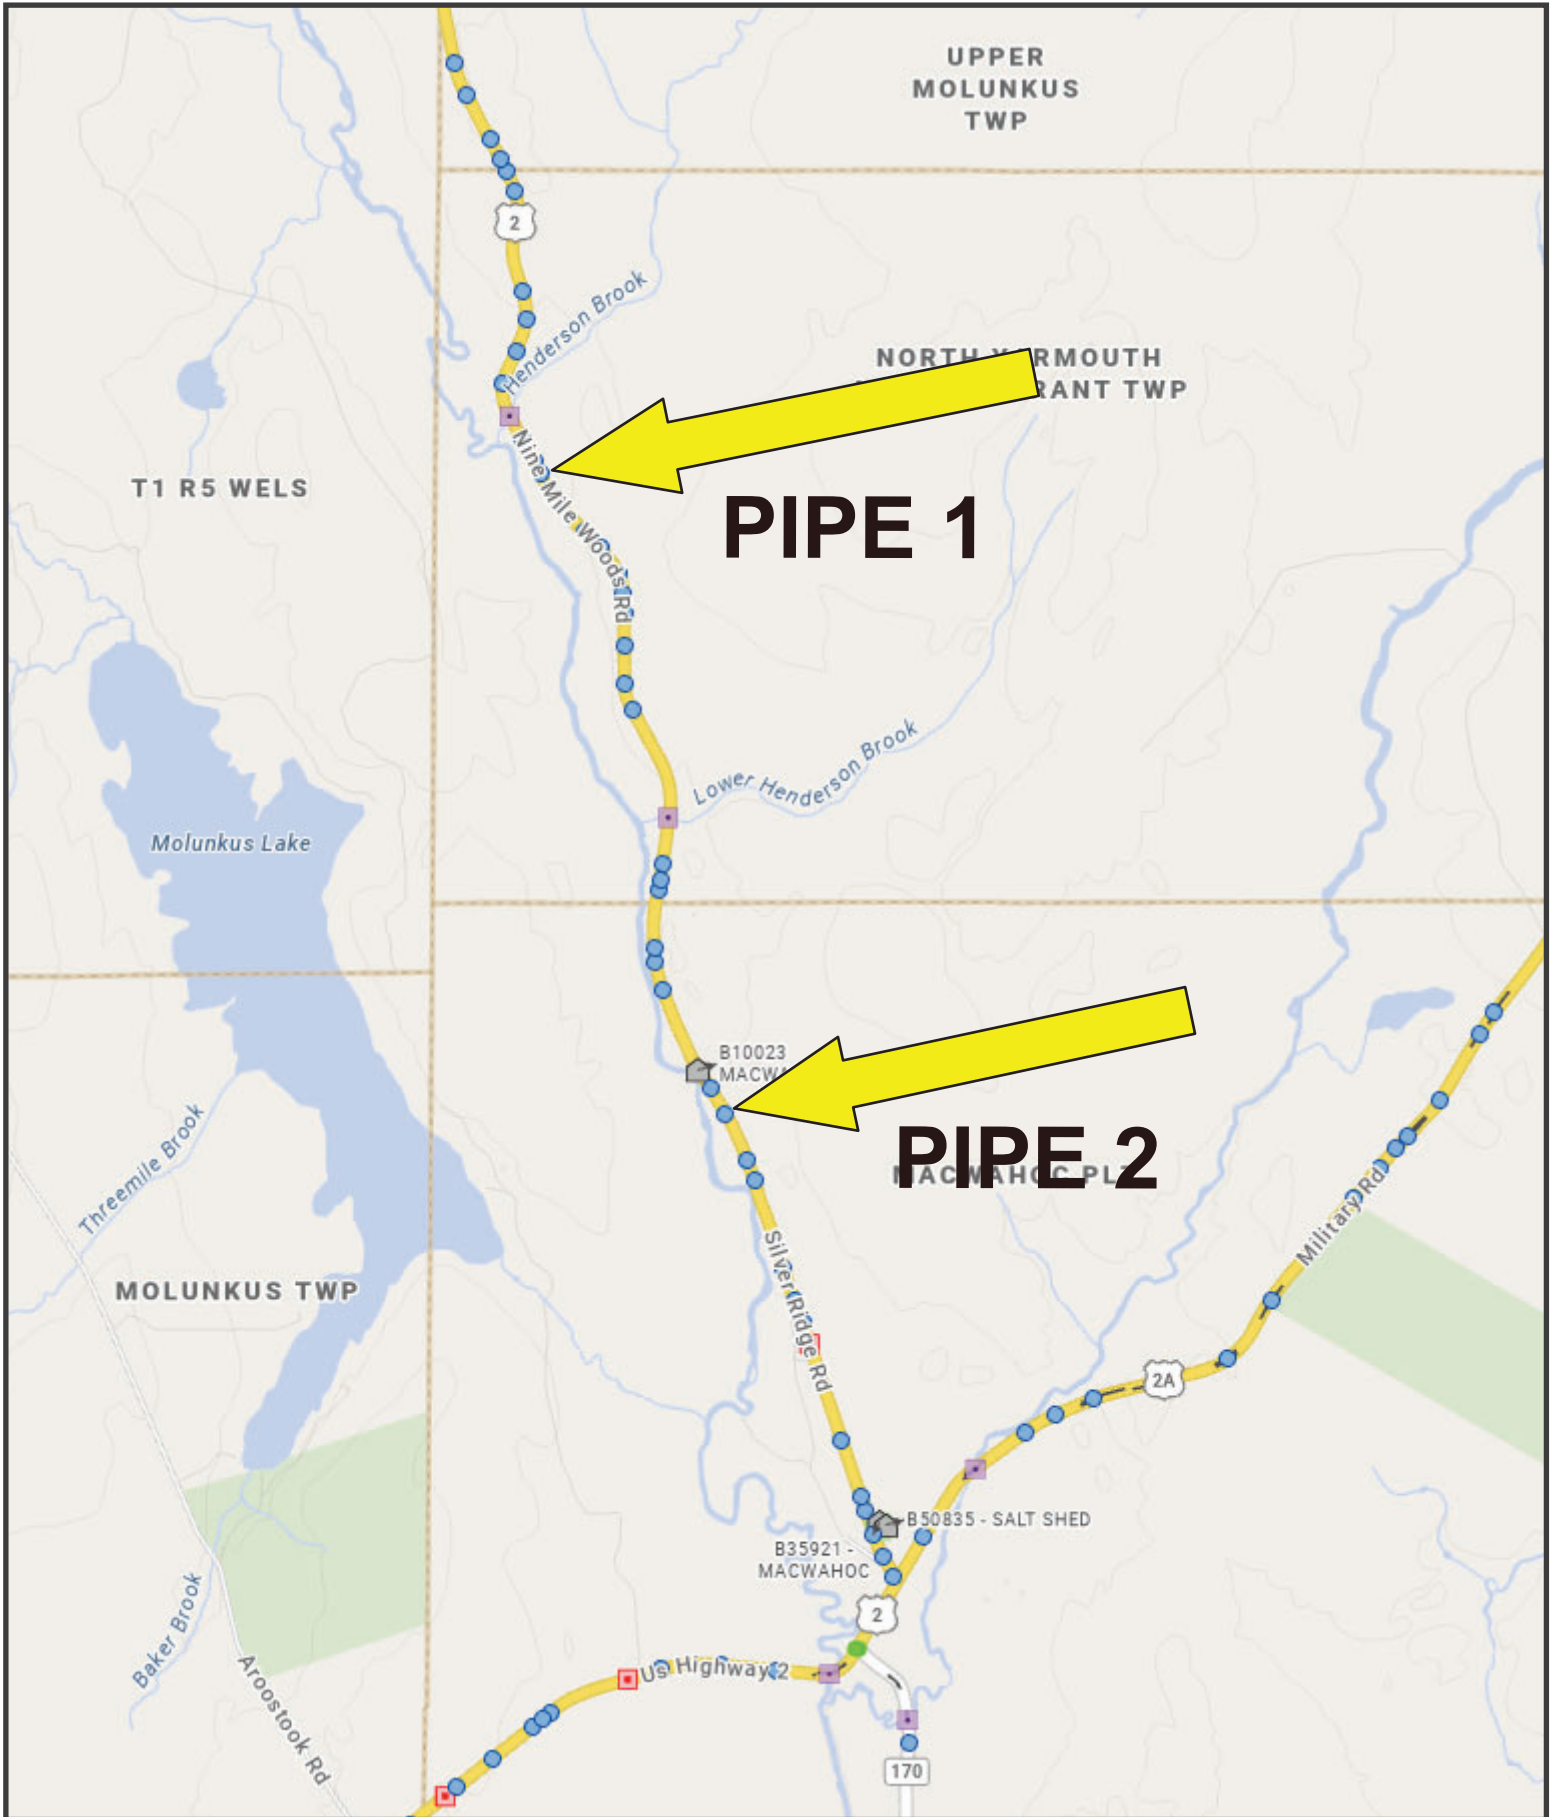 UPPER
MOLUNKUS
TWP
2
Henderson Brook
NORTH
RANT TWP
T1 R5 WELS
Nine Mile Woods Rd
PIPE 1
Lower Henderson Brook
Molunkus Lake
B10023
PIPE 2
MACWAHOC PLT
Threemile Brook
Military Rd
Silver Ridge Rd
MOLUNKUS TWP
2A
B50835 - SALT SHED
B35921 -
MACWAHOC
2
Baker Brook
Us Highway 2
Aroostook Rd
170